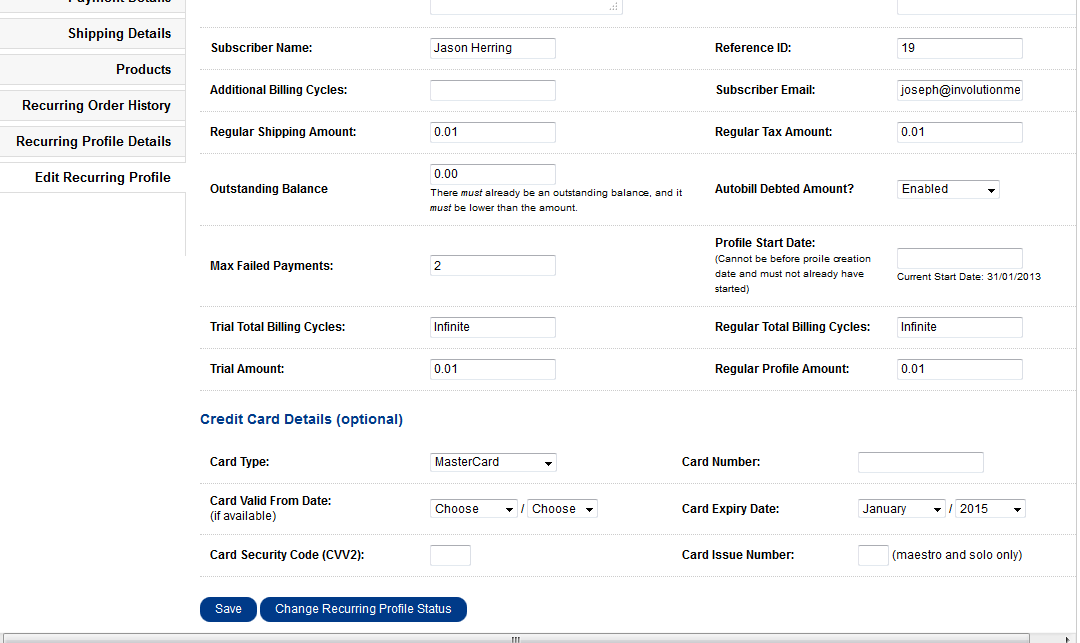 Payment Details
Shipping Details
Products
Recurring Order History
Recurring Profile Details
Edit Recurring Profile
Subscriber Name: Jason Herring Reference ID: 19
Additional Billing Cycles: Subscriber Email: joseph@involutionme
Regular Shipping Amount: 0.01 Regular Tax Amount: 0.01
Outstanding Balance 0.00
There must already be an outstanding balance, and it
must be lower than the amount.
Autobill Debted Amount? Enabled
Max Failed Payments: 2
Profile Start Date:
(Cannot be before proile creation
date and must not already have
started)
Current Start Date: 31/01/2013
Trial Total Billing Cycles: Infinite Regular Total Billing Cycles: Infinite
Trial Amount: 0.01 Regular Profile Amount: 0.01
Credit Card Details (optional)
Card Type: MasterCard Card Number:
Card Valid From Date:
(if available)
Choose / Choose Card Expiry Date: January / 2015
Card Security Code (CVV2): Card Issue Number: (maestro and solo only)
Save Change Recurring Profile Status